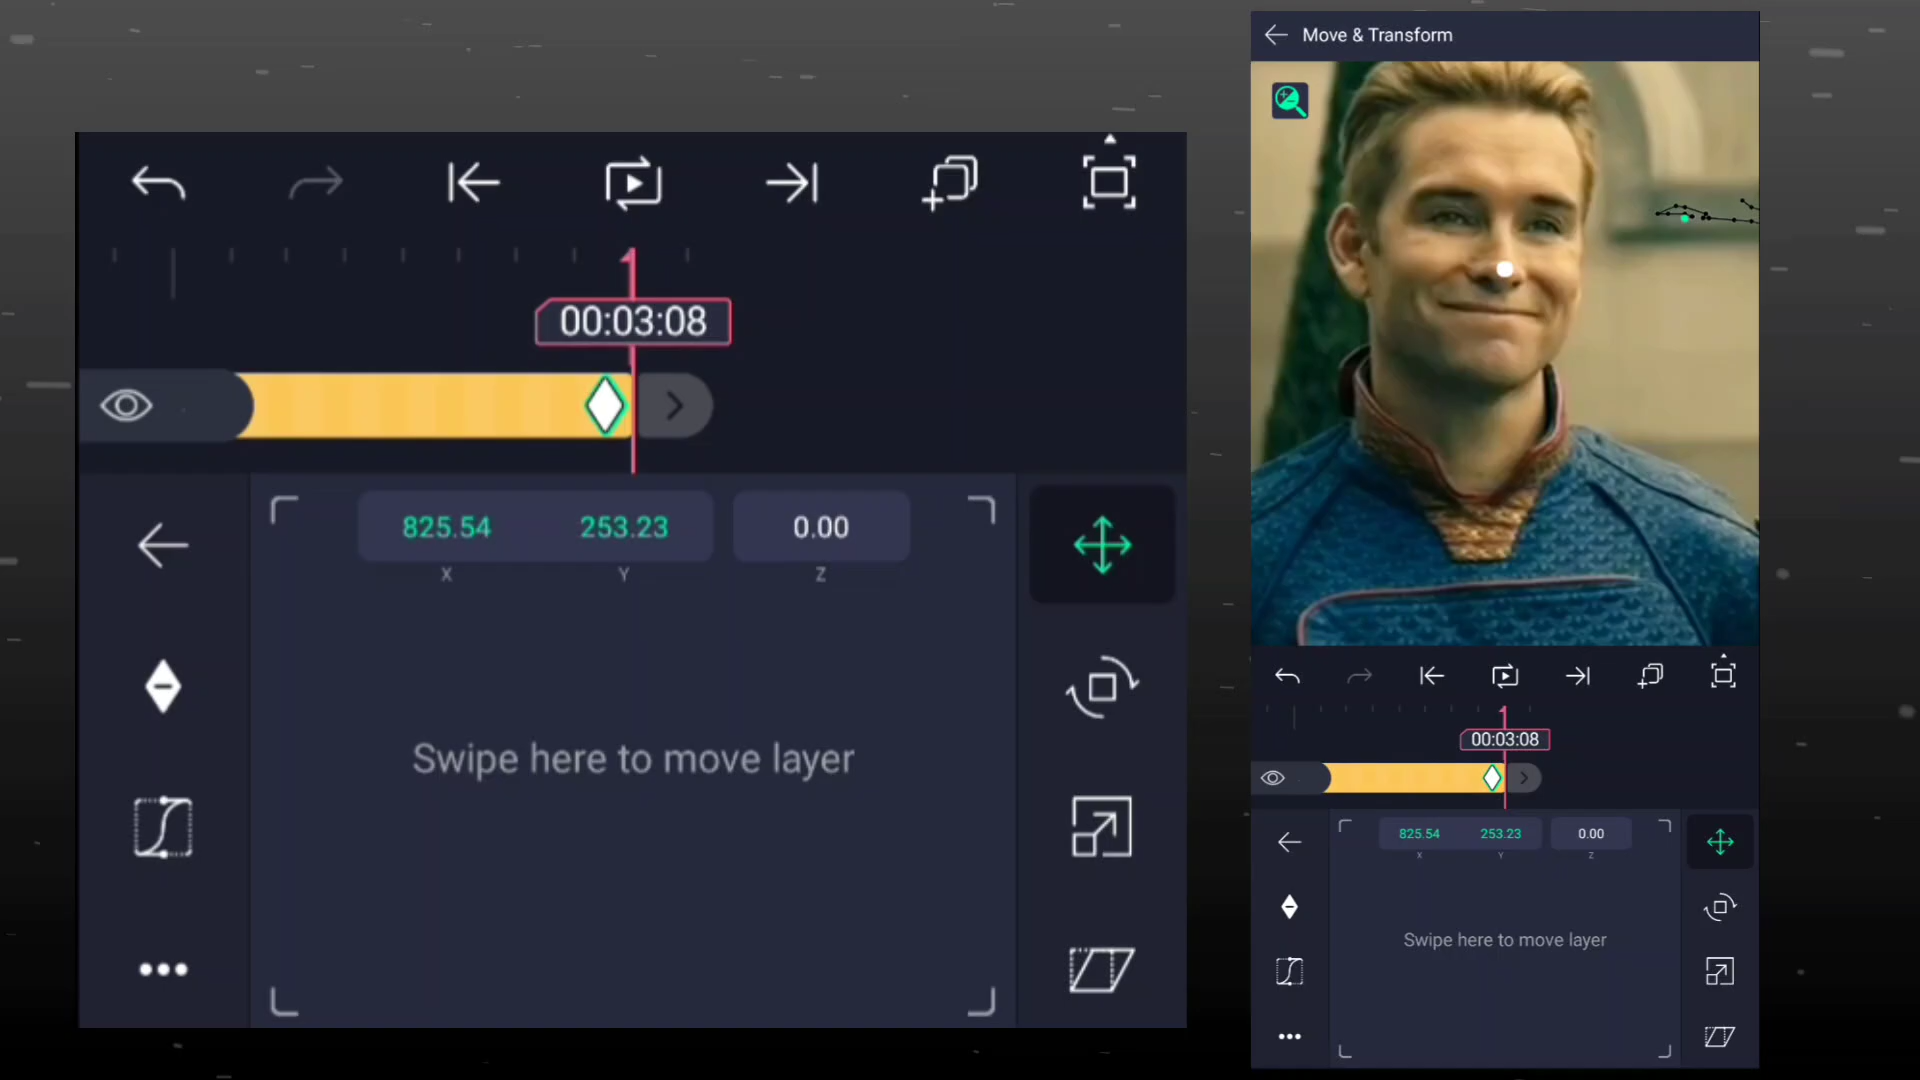 00:03:08
825.54 253.23 0.00
X Y Z
Swipe here to move layer
Move & Transform
00:03:08
825.54 253.23 0.00
X Y Z
Swipe here to move layer